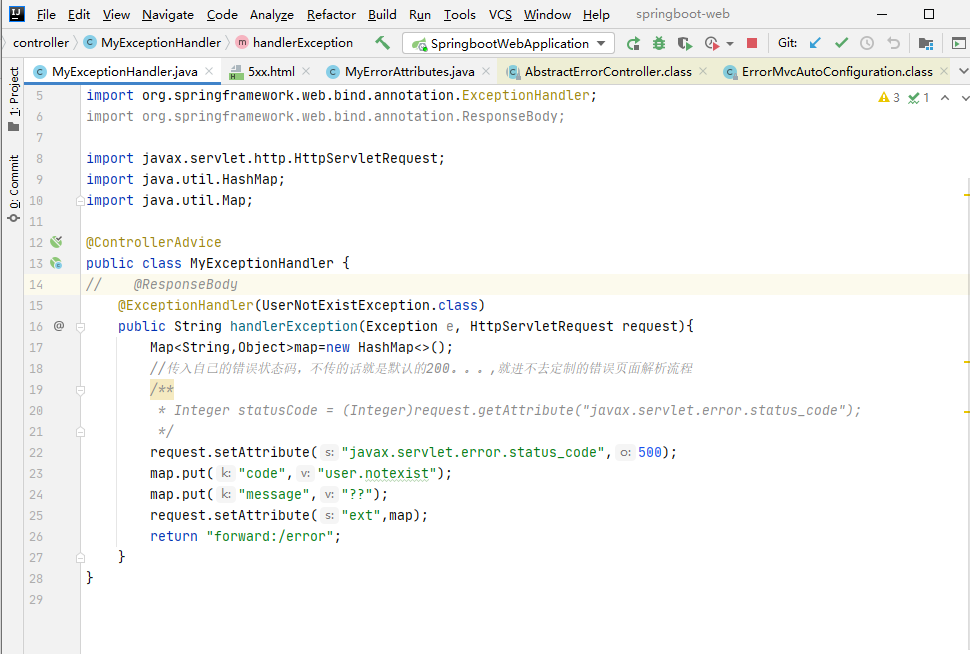 File Edit View Navigate Code Analyze Refactor Build Run Tools VCS Window Help springboot-web
controller MyExceptionHandler handlerException SpringbootWebApplication Git:
MyExceptionHandler.java 5xx.html MyErrorAttributes.java AbstractErrorController.class ErrorMvcAutoConfiguration.class
1: Project
0: Commit
3 1
5 import org.springframework.web.bind.annotation.ExceptionHandler;
6 import org.springframework.web.bind.annotation.ResponseBody;
7
8 import javax.servlet.http.HttpServletRequest;
9 import java.util.HashMap;
10 import java.util.Map;
11
12 @ControllerAdvice
13 public class MyExceptionHandler {
14 //    @ResponseBody
15     @ExceptionHandler(UserNotExistException.class)
16     public String handlerException(Exception e, HttpServletRequest request){
17         Map<String,Object>map=new HashMap<>();
18         //传入自己的错误状态码，不传的话就是默认的200。。。,就进不去定制的错误页面解析流程
19         /**
20          * Integer statusCode = (Integer)request.getAttribute("javax.servlet.error.status_code");
21          */
22         request.setAttribute( s: "javax.servlet.error.status_code", o: 500);
23         map.put( k: "code", v: "user.notexist");
24         map.put( k: "message", v: "??");
25         request.setAttribute( s: "ext",map);
26         return "forward:/error";
27     }
28 }
29